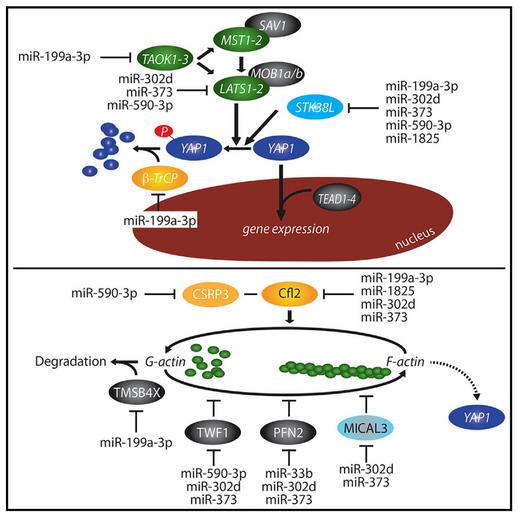 SAV1
MST1-2
miR-199a-3p
TAOK1-3
MOB1a/b
miR-302d
miR-373
miR-590-3p
LATS1-2
STK38L
miR-199a-3p
miR-302d
miR-373
miR-590-3p
miR-1825
P
YAP1
YAP1
β-TrCP
miR-199a-3p
TEAD1-4
gene expression
nucleus
miR-590-3p
CSRP3
Cfl2
miR-199a-3p
miR-1825
miR-302d
miR-373
Degradation
G-actin
F-actin
TMSB4X
YAP1
miR-199a-3p
TWF1
PFN2
MICAL3
miR-590-3p
miR-302d
miR-373
miR-33b
miR-302d
miR-373
miR-302d
miR-373